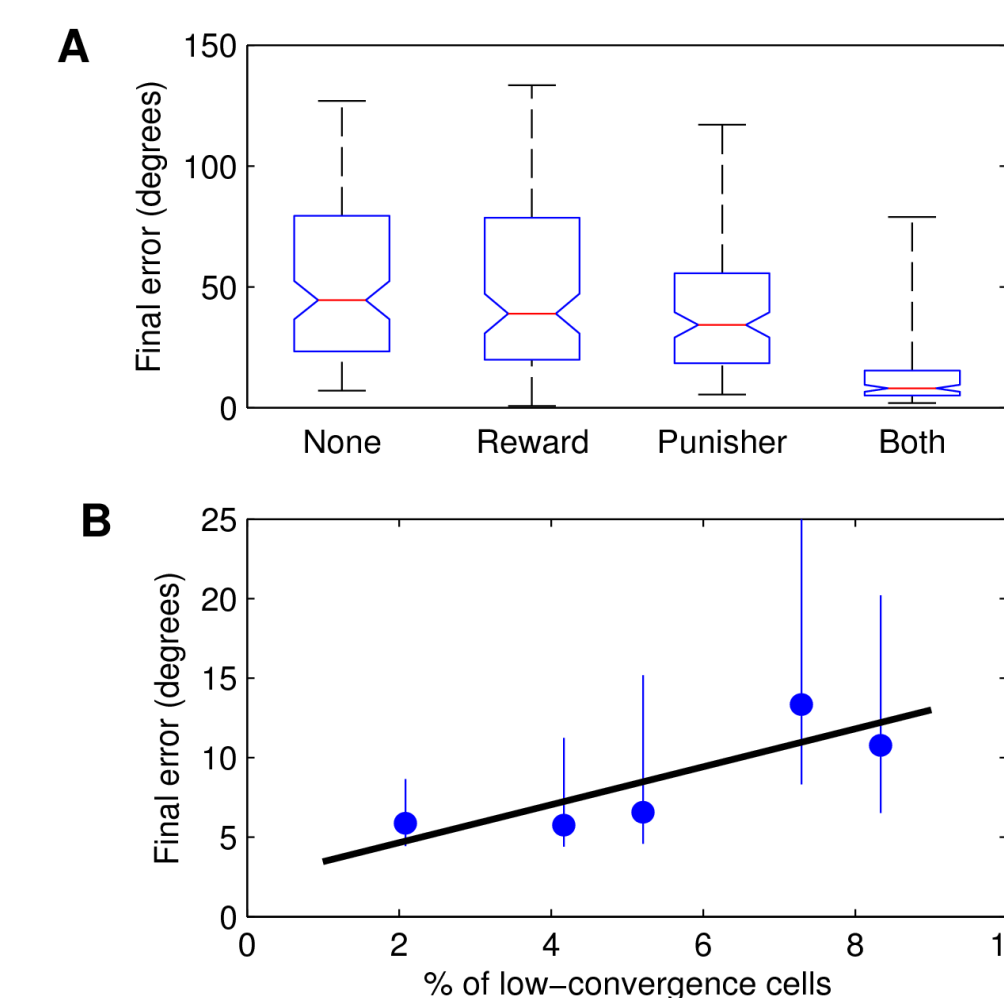 A
Final error (degrees)
150
100
50
0
None Reward Punisher Both
B
Final error (degrees)
25
20
15
10
5
0
0 2 4 6 8 1
% of low−convergence cells